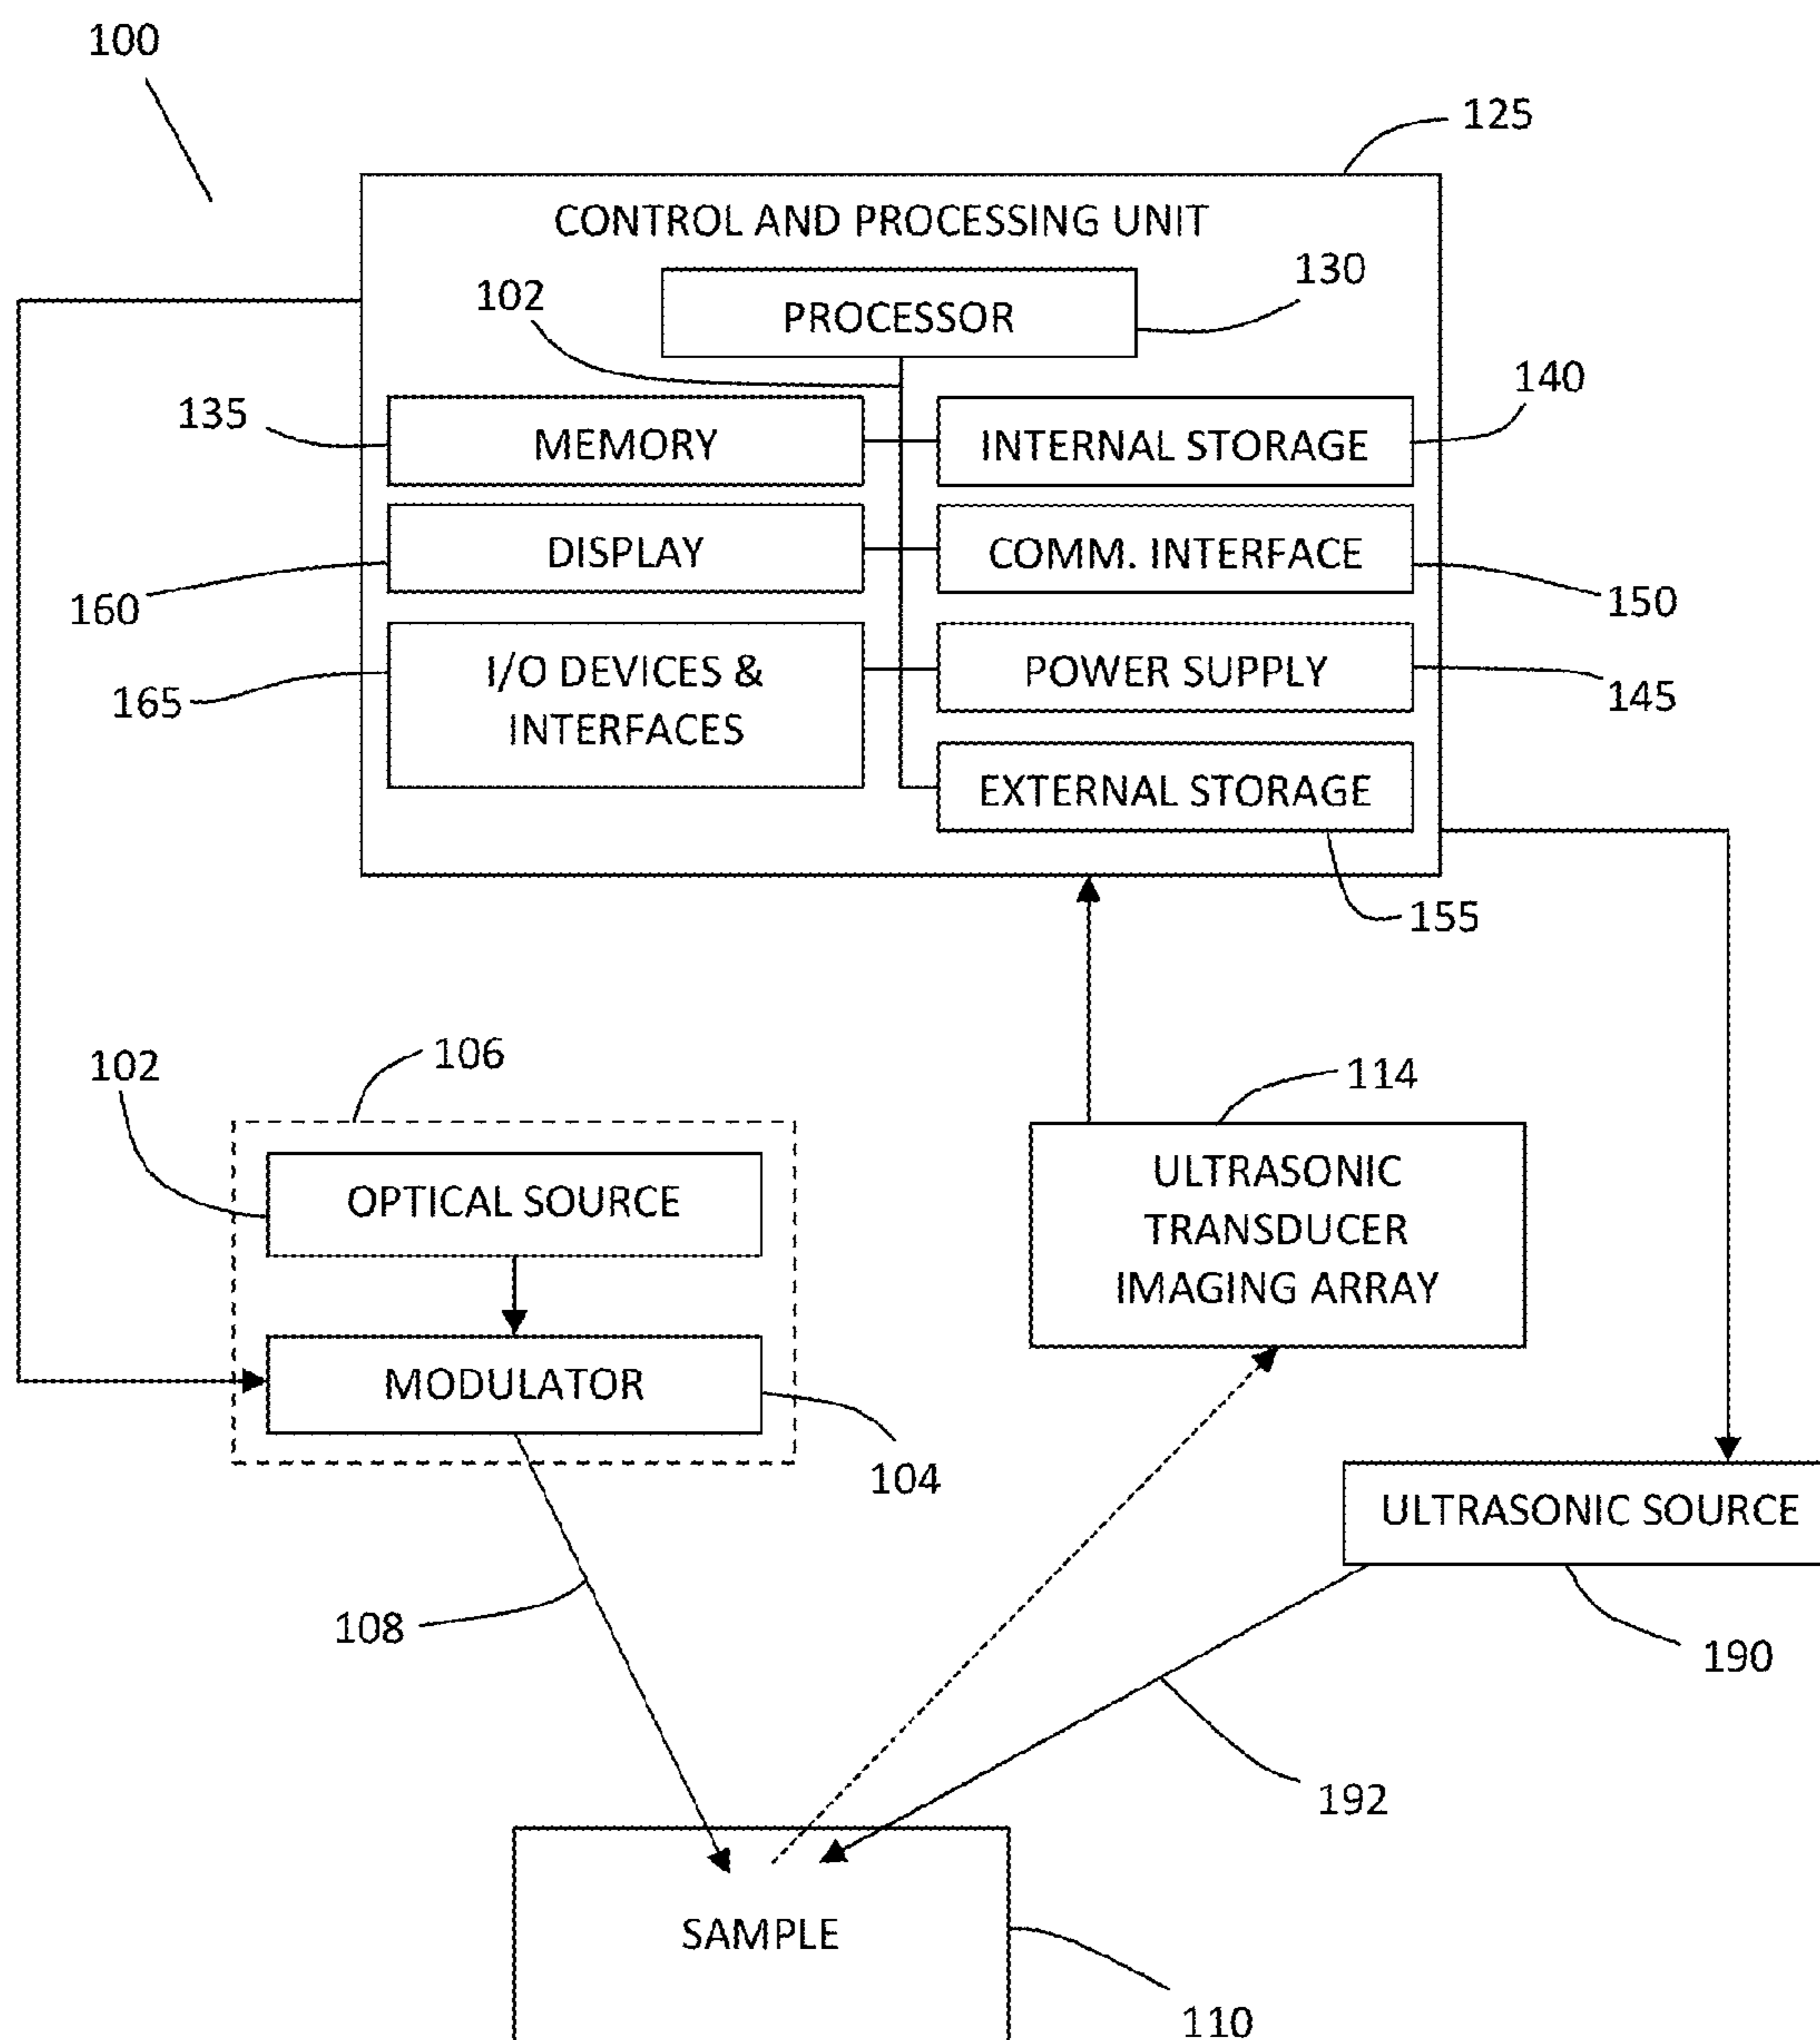 100
125
CONTROL AND PROCESSING UNIT
130
102
PROCESSOR
140
135
MEMORY
INTERNAL STORAGE
DISPLAY
COMM. INTERFACE
160
150
I/O DEVICES &
INTERFACES
POWER SUPPLY
165
145
EXTERNAL STORAGE
155
106
102
114
OPTICAL SOURCE
ULTRASONIC
TRANSDUCER
IMAGING ARRAY
MODULATOR
104
ULTRASONIC SOURCE
108
190
192
SAMPLE
110